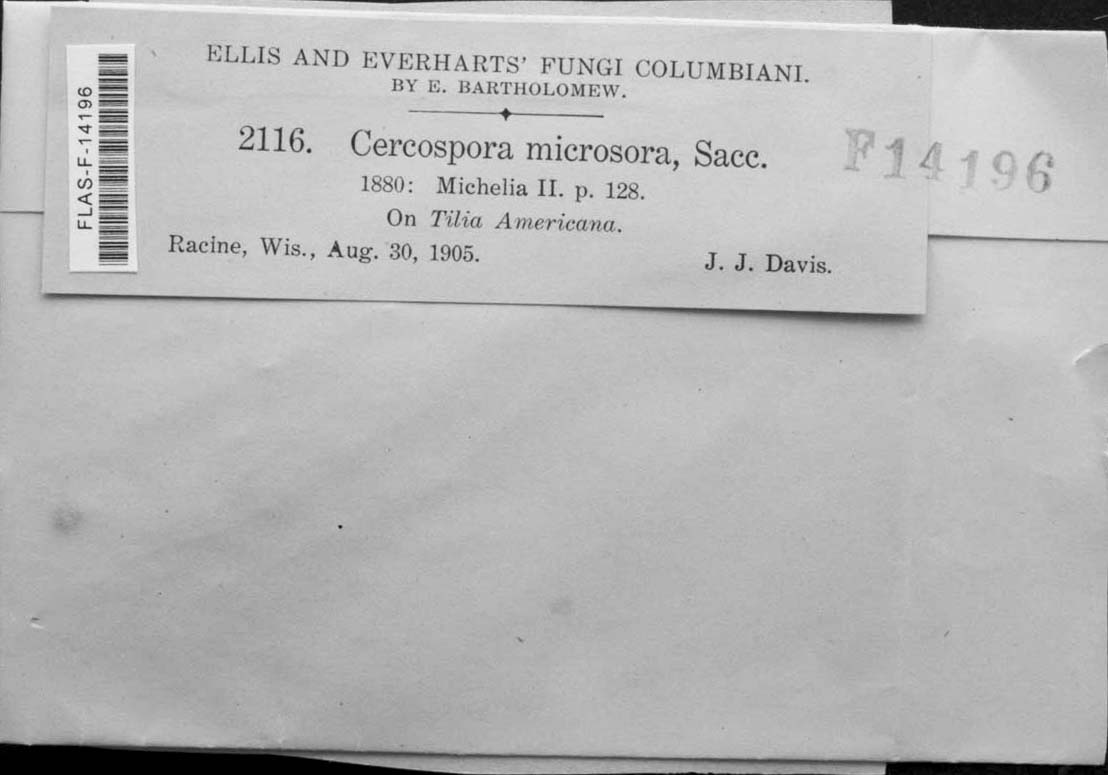 ELLIS AND EVERHARTS' FUNGI COLUMBIANI.
BY E. BARTHOLOMEW.
2116. Cercospora microsora, Sacc.
1880: Michelia II. p. 128.
On Tilia Americana.
Racine, Wis., Aug. 30, 1905. J. J. Davis.
FLAS-F-14196
F14196